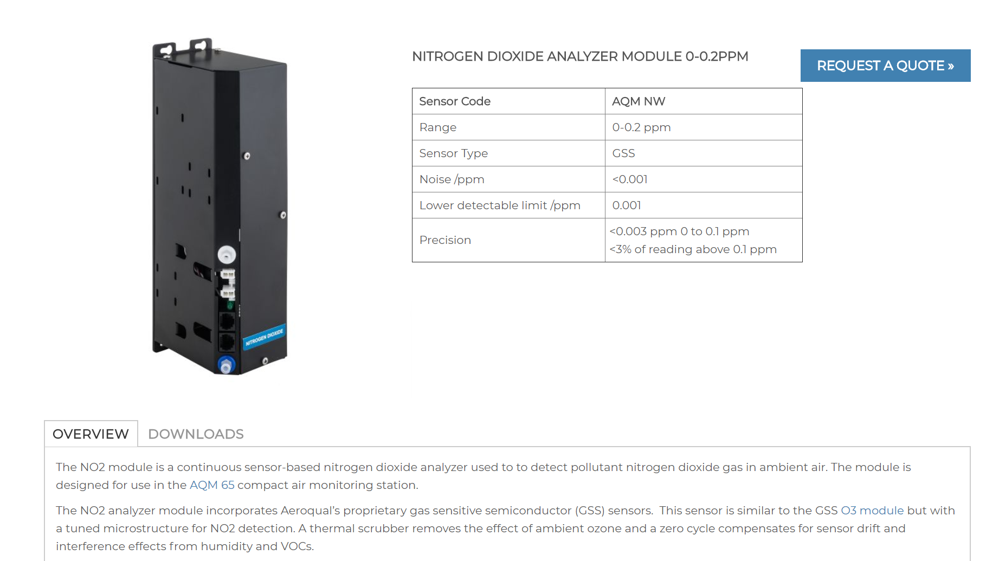 NITROGEN DIOXIDE ANALYZER MODULE 0-0.2PPM
REQUEST A QUOTE »
Sensor Code AQM NW
Range 0-0.2 ppm
Sensor Type GSS
Noise /ppm <0.001
Lower detectable limit /ppm 0.001
Precision <0.003 ppm 0 to 0.1 ppm
<3% of reading above 0.1 ppm
NITROGEN DIOXIDE
OVERVIEW DOWNLOADS
The NO2 module is a continuous sensor-based nitrogen dioxide analyzer used to to detect pollutant nitrogen dioxide gas in ambient air. The module is
designed for use in the AQM 65 compact air monitoring station.
The NO2 analyzer module incorporates Aeroqual’s proprietary gas sensitive semiconductor (GSS) sensors.  This sensor is similar to the GSS O3 module but with
a tuned microstructure for NO2 detection. A thermal scrubber removes the effect of ambient ozone and a zero cycle compensates for sensor drift and
interference effects from humidity and VOCs.